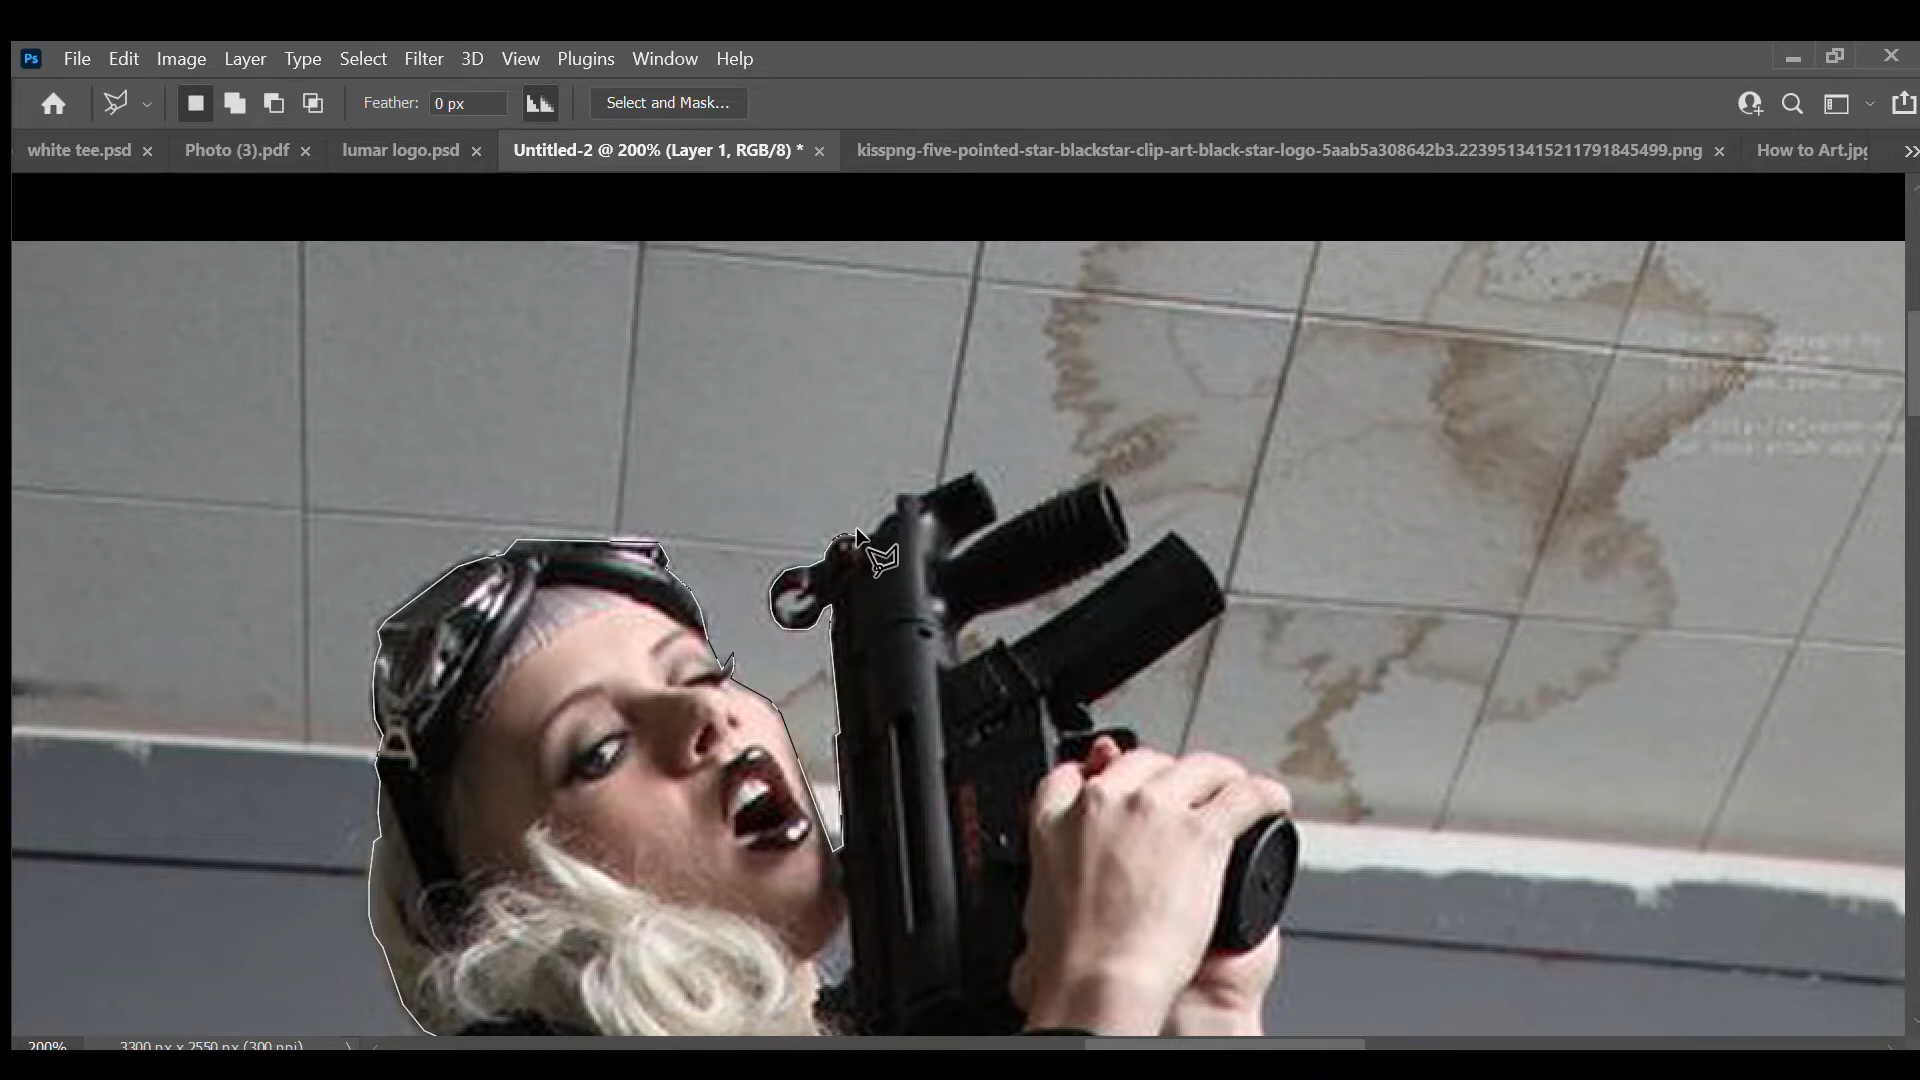 Ps File Edit Image Layer Type Select Filter 3D View Plugins Window Help
Feather: 0 px Select and Mask...
white tee.psd × Photo (3).pdf × lumar logo.psd × Untitled-2 @ 200% (Layer 1, RGB/8) * × kisspng-five-pointed-star-blackstar-clip-art-black-star-logo-5aab5a308642b3.2239513415211791845499.png × How to Art.jpg
200% 3300 px x 2550 px (300 ppi)